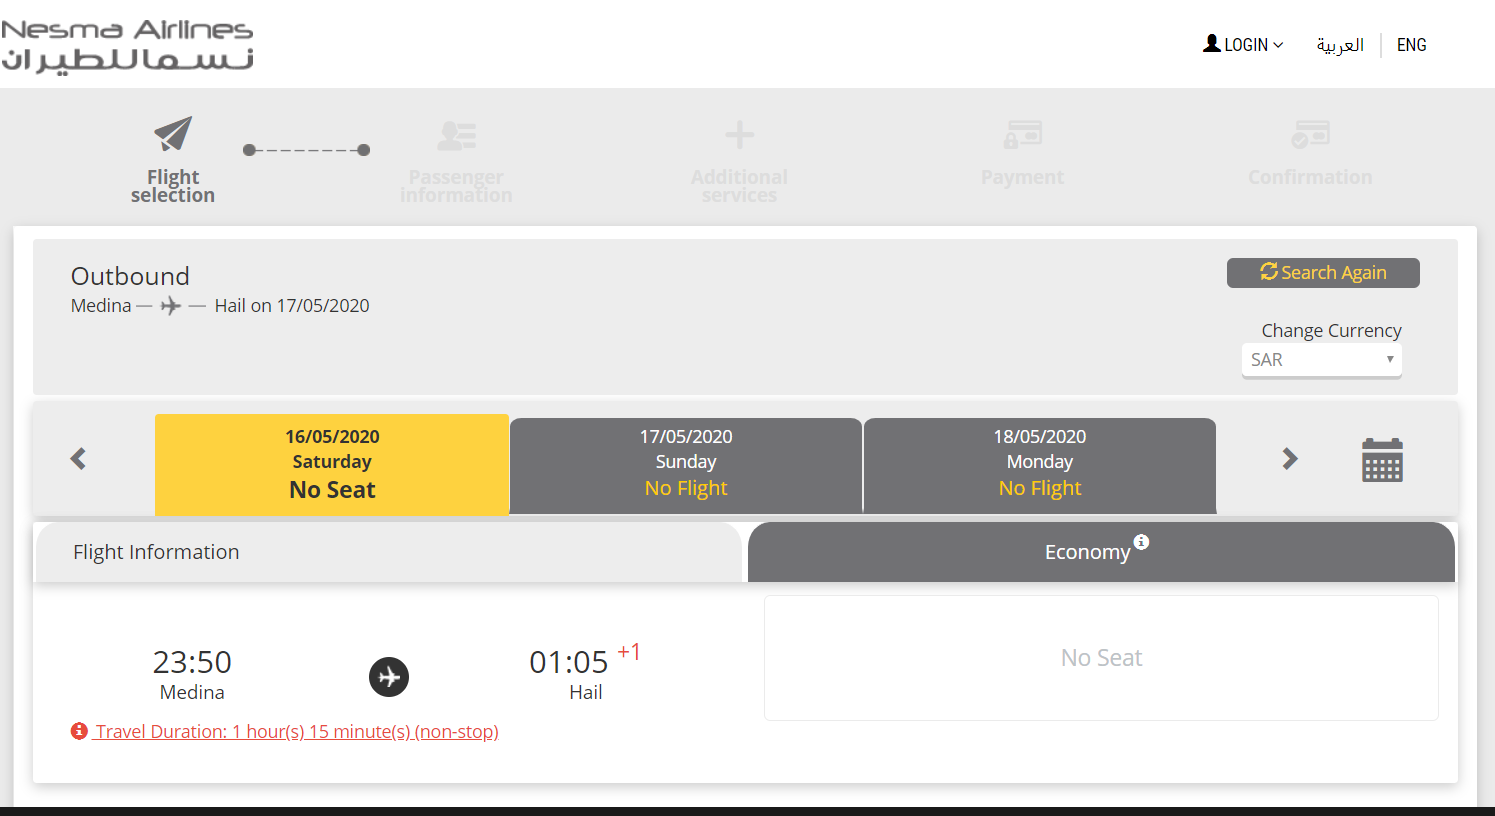 Nesma Airlines
نسما للطيران
LOGIN
العربية
ENG
Flight
selection
Passenger
information
Additional
services
Payment
Confirmation
Outbound
Medina — — Hail on 17/05/2020
Search Again
Change Currency
SAR
16/05/2020
Saturday
No Seat
17/05/2020
Sunday
No Flight
18/05/2020
Monday
No Flight
Flight Information
Economy
23:50
Medina
01:05 +1
Hail
Travel Duration: 1 hour(s) 15 minute(s) (non-stop)
No Seat